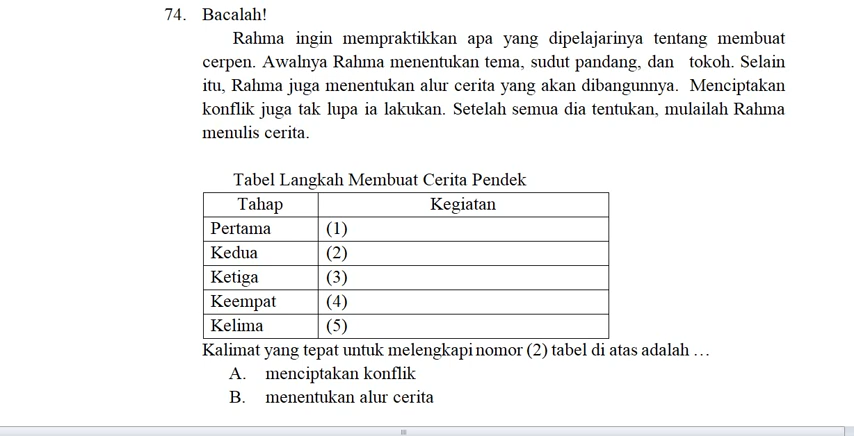 74. Bacalah!
Rahma ingin mempraktikkan apa yang dipelajarinya tentang membuat
cerpen. Awalnya Rahma menentukan tema, sudut pandang, dan tokoh. Selain
itu, Rahma juga menentukan alur cerita yang akan dibangunnya. Menciptakan
konflik juga tak lupa ia lakukan. Setelah semua dia tentukan, mulailah Rahma
menulis cerita.
Tabel Langkah Membuat Cerita Pendek
Tahap Kegiatan
Pertama (1)
Kedua (2)
Ketiga (3)
Keempat (4)
Kelima (5)
Kalimat yang tepat untuk melengkapi nomor (2) tabel di atas adalah …
A. menciptakan konflik
B. menentukan alur cerita